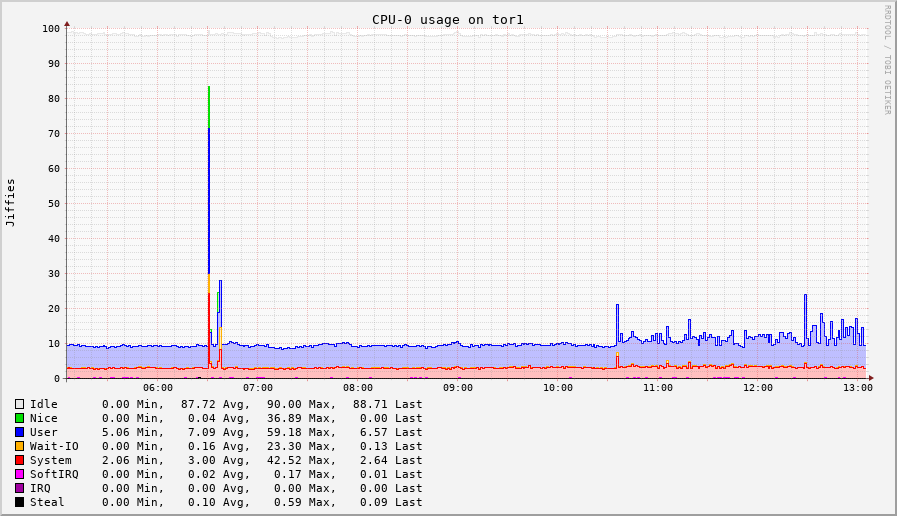 CPU-0 usage on tor1
RRDTOOL / TOBI OETIKER
Jiffies
100
90
80
70
60
50
40
30
20
10
0
06:00 07:00 08:00 09:00 10:00 11:00 12:00 13:00
Idle 0.00 Min, 87.72 Avg, 90.00 Max, 88.71 Last
Nice 0.00 Min, 0.04 Avg, 36.89 Max, 0.00 Last
User 5.06 Min, 7.09 Avg, 59.18 Max, 6.57 Last
Wait-IO 0.00 Min, 0.16 Avg, 23.30 Max, 0.13 Last
System 2.06 Min, 3.00 Avg, 42.52 Max, 2.64 Last
SoftIRQ 0.00 Min, 0.02 Avg, 0.17 Max, 0.01 Last
IRQ 0.00 Min, 0.00 Avg, 0.00 Max, 0.00 Last
Steal 0.00 Min, 0.10 Avg, 0.59 Max, 0.09 Last